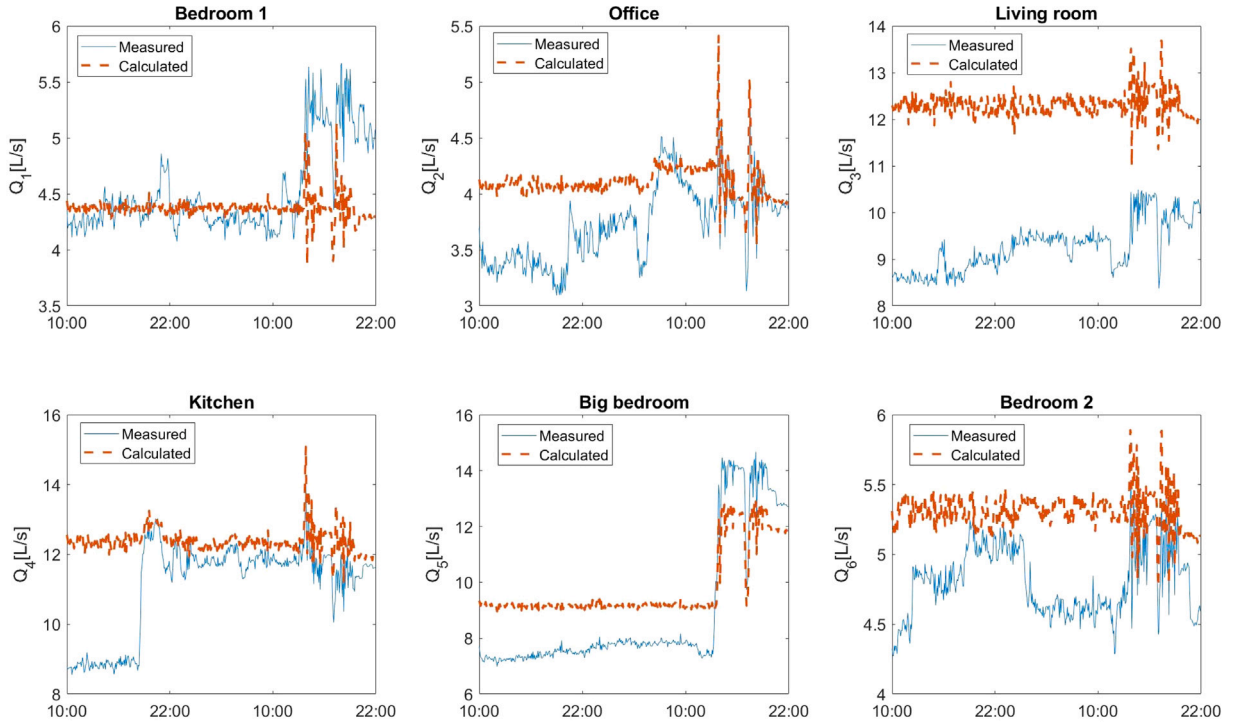 Bedroom 1
Q1[L/s]
6
5.5
5
4.5
4
3.5
Measured
Calculated
10:00 22:00 10:00 22:00
Office
Q2[L/s]
5.5
5
4.5
4
3.5
3
Measured
Calculated
10:00 22:00 10:00 22:00
Living room
Q3[L/s]
14
13
12
11
10
9
8
Measured
Calculated
10:00 22:00 10:00 22:00
Kitchen
Q4[L/s]
16
14
12
10
8
Measured
Calculated
10:00 22:00 10:00 22:00
Big bedroom
Q5[L/s]
16
14
12
10
8
6
Measured
Calculated
10:00 22:00 10:00 22:00
Bedroom 2
Q6[L/s]
6
5.5
5
4.5
4
Measured
Calculated
10:00 22:00 10:00 22:00